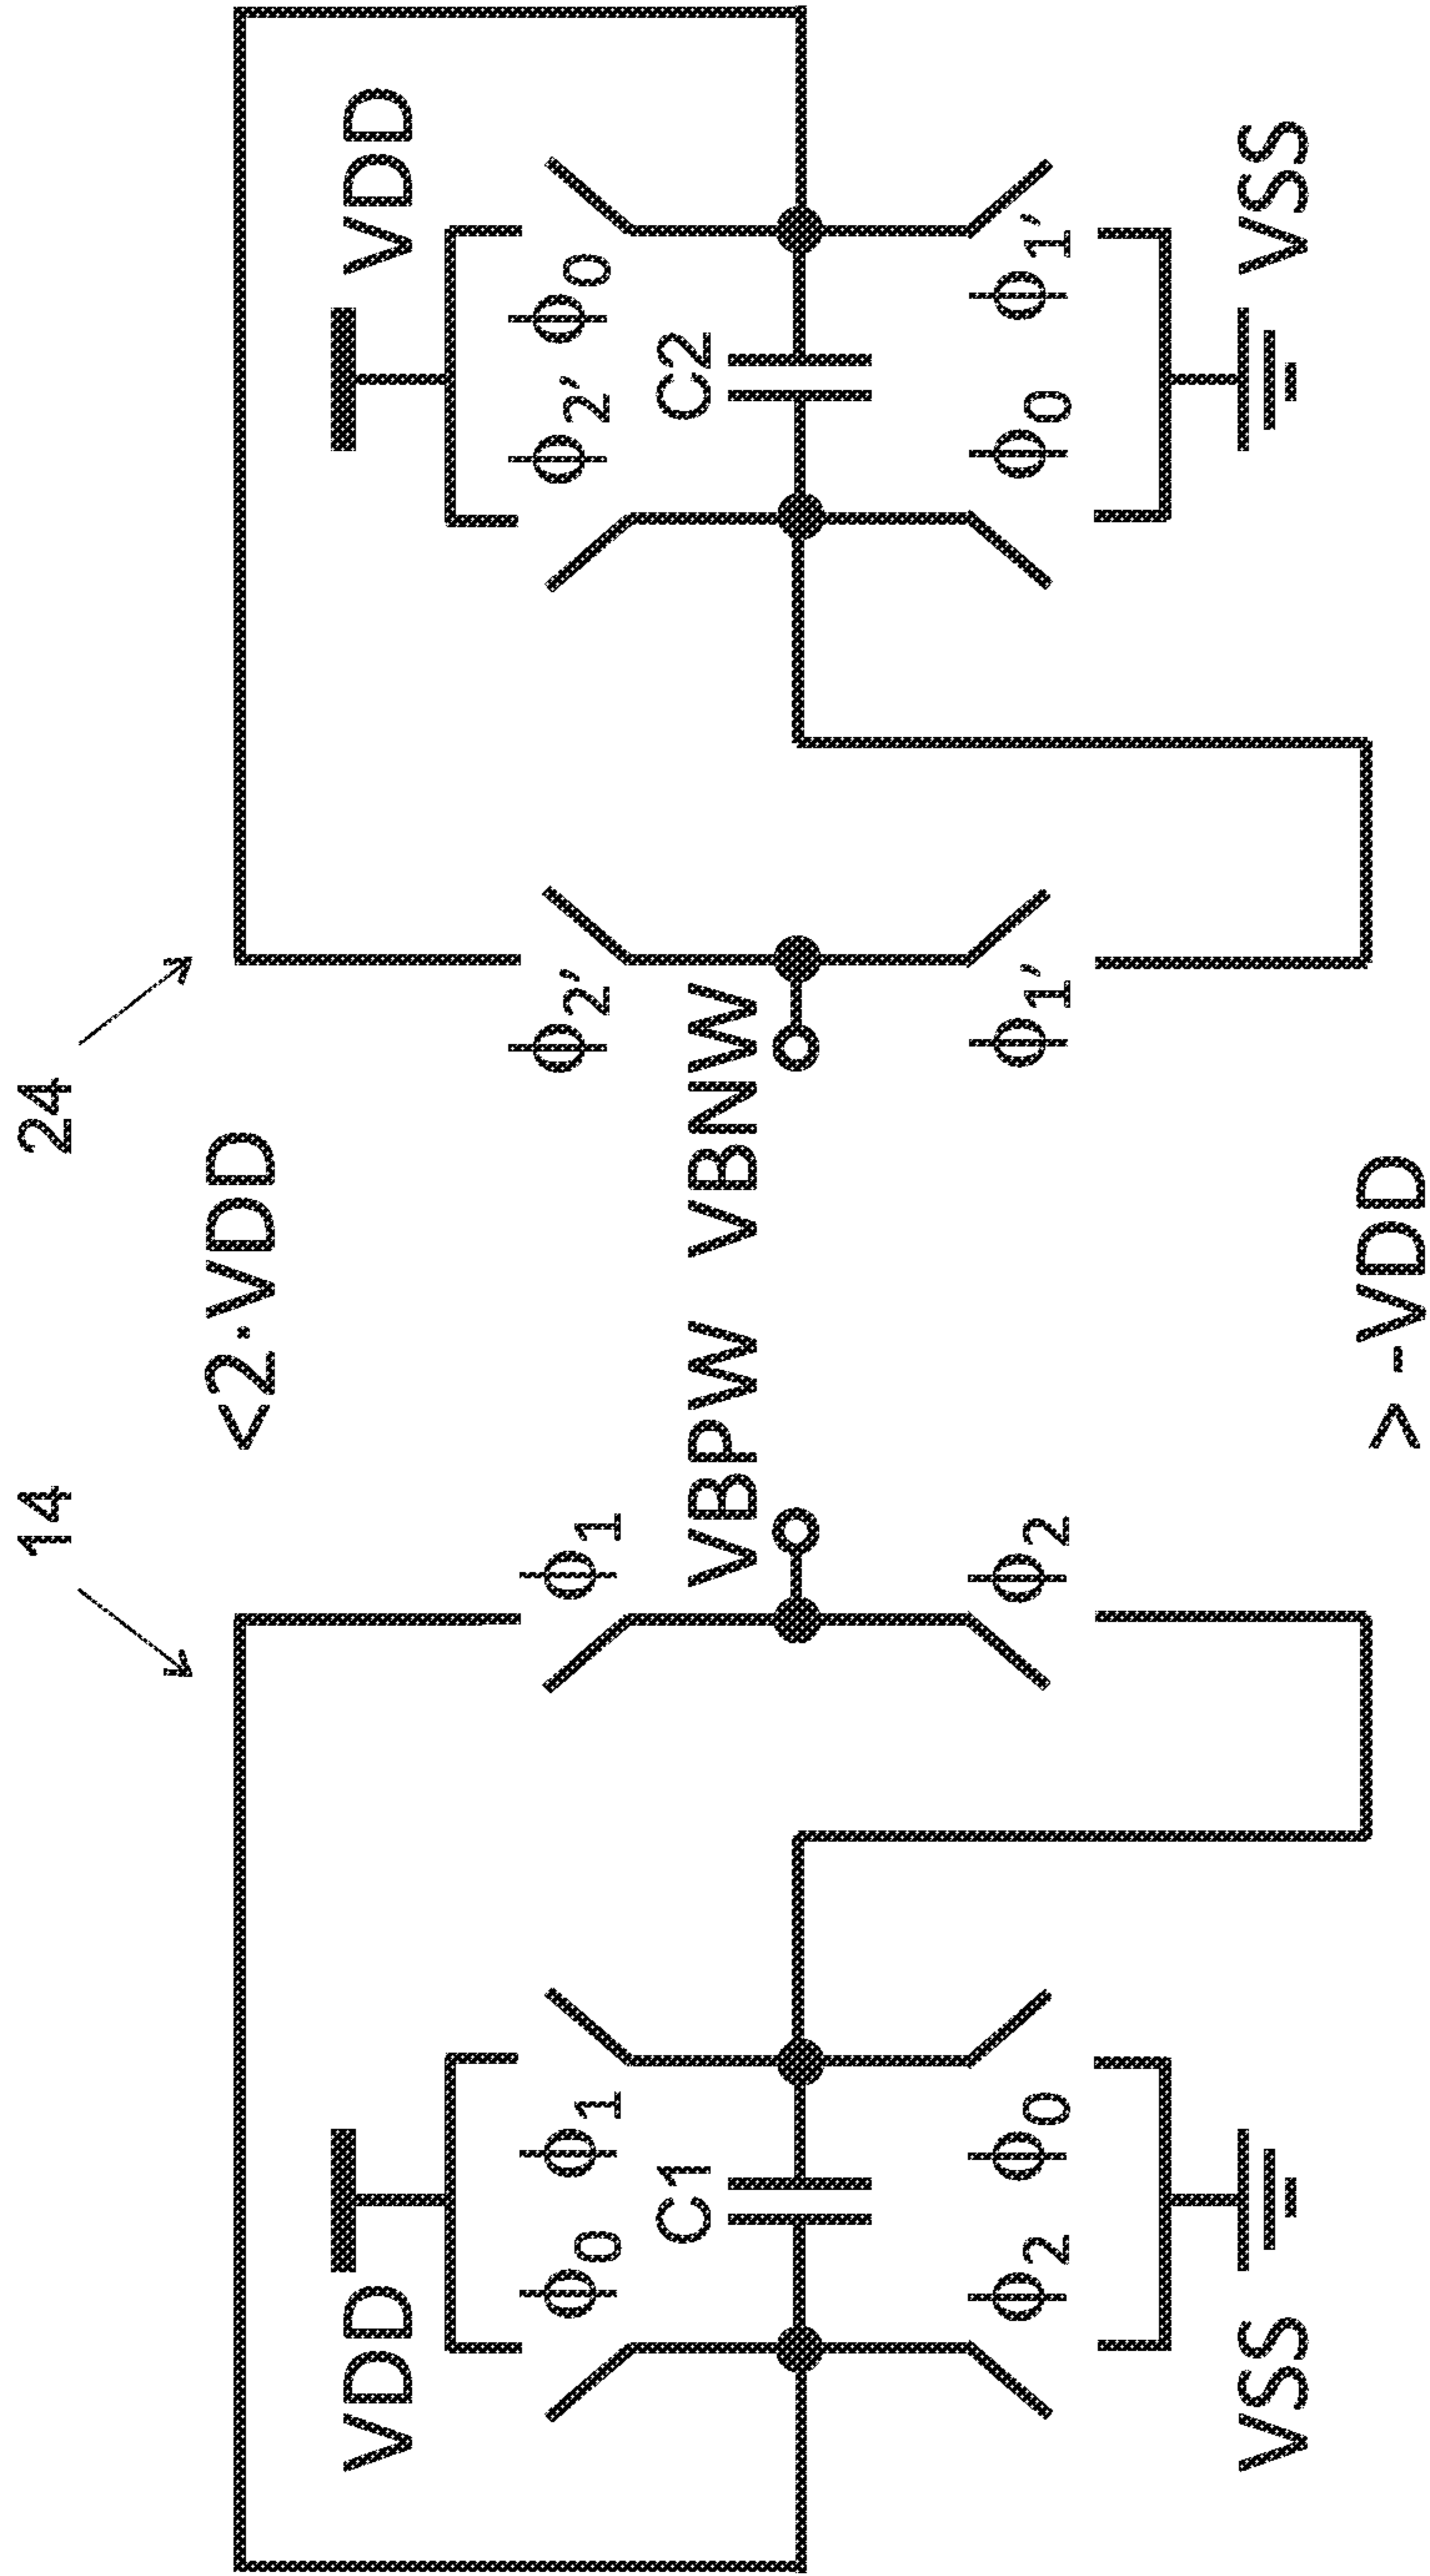 14 24
<2·VDD
VDD VDD
ϕ0 ϕ1 ϕ1 ϕ2' ϕ2' ϕ0
C1 C2
VBPW VBNW
ϕ2 ϕ0 ϕ2 ϕ1' ϕ0 ϕ1'
VSS VSS
>-VDD